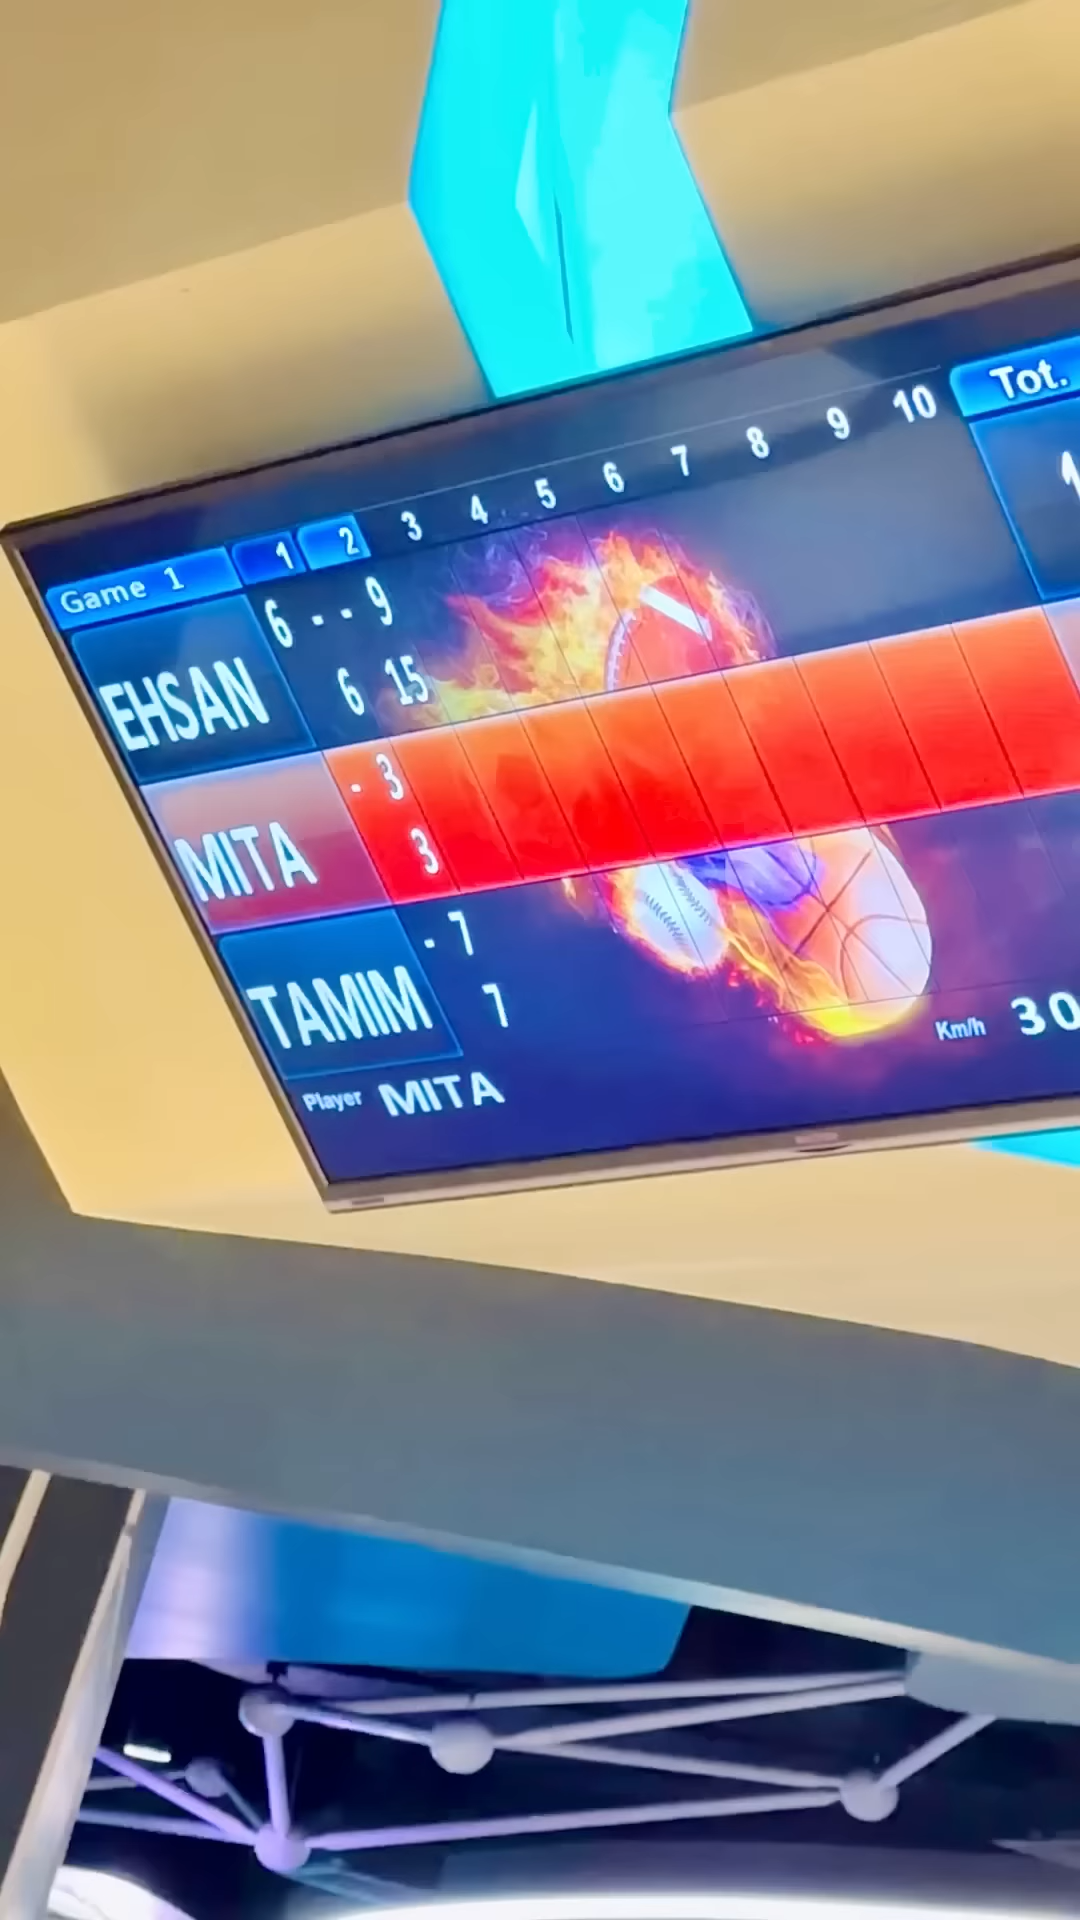 Game 1 1 2 3 4 5 6 7 8 9 10 Tot.
EHSAN 6 - - 9
6 15
MITA - 3
3
TAMIM - 7
7
Km/h 30
Player MITA